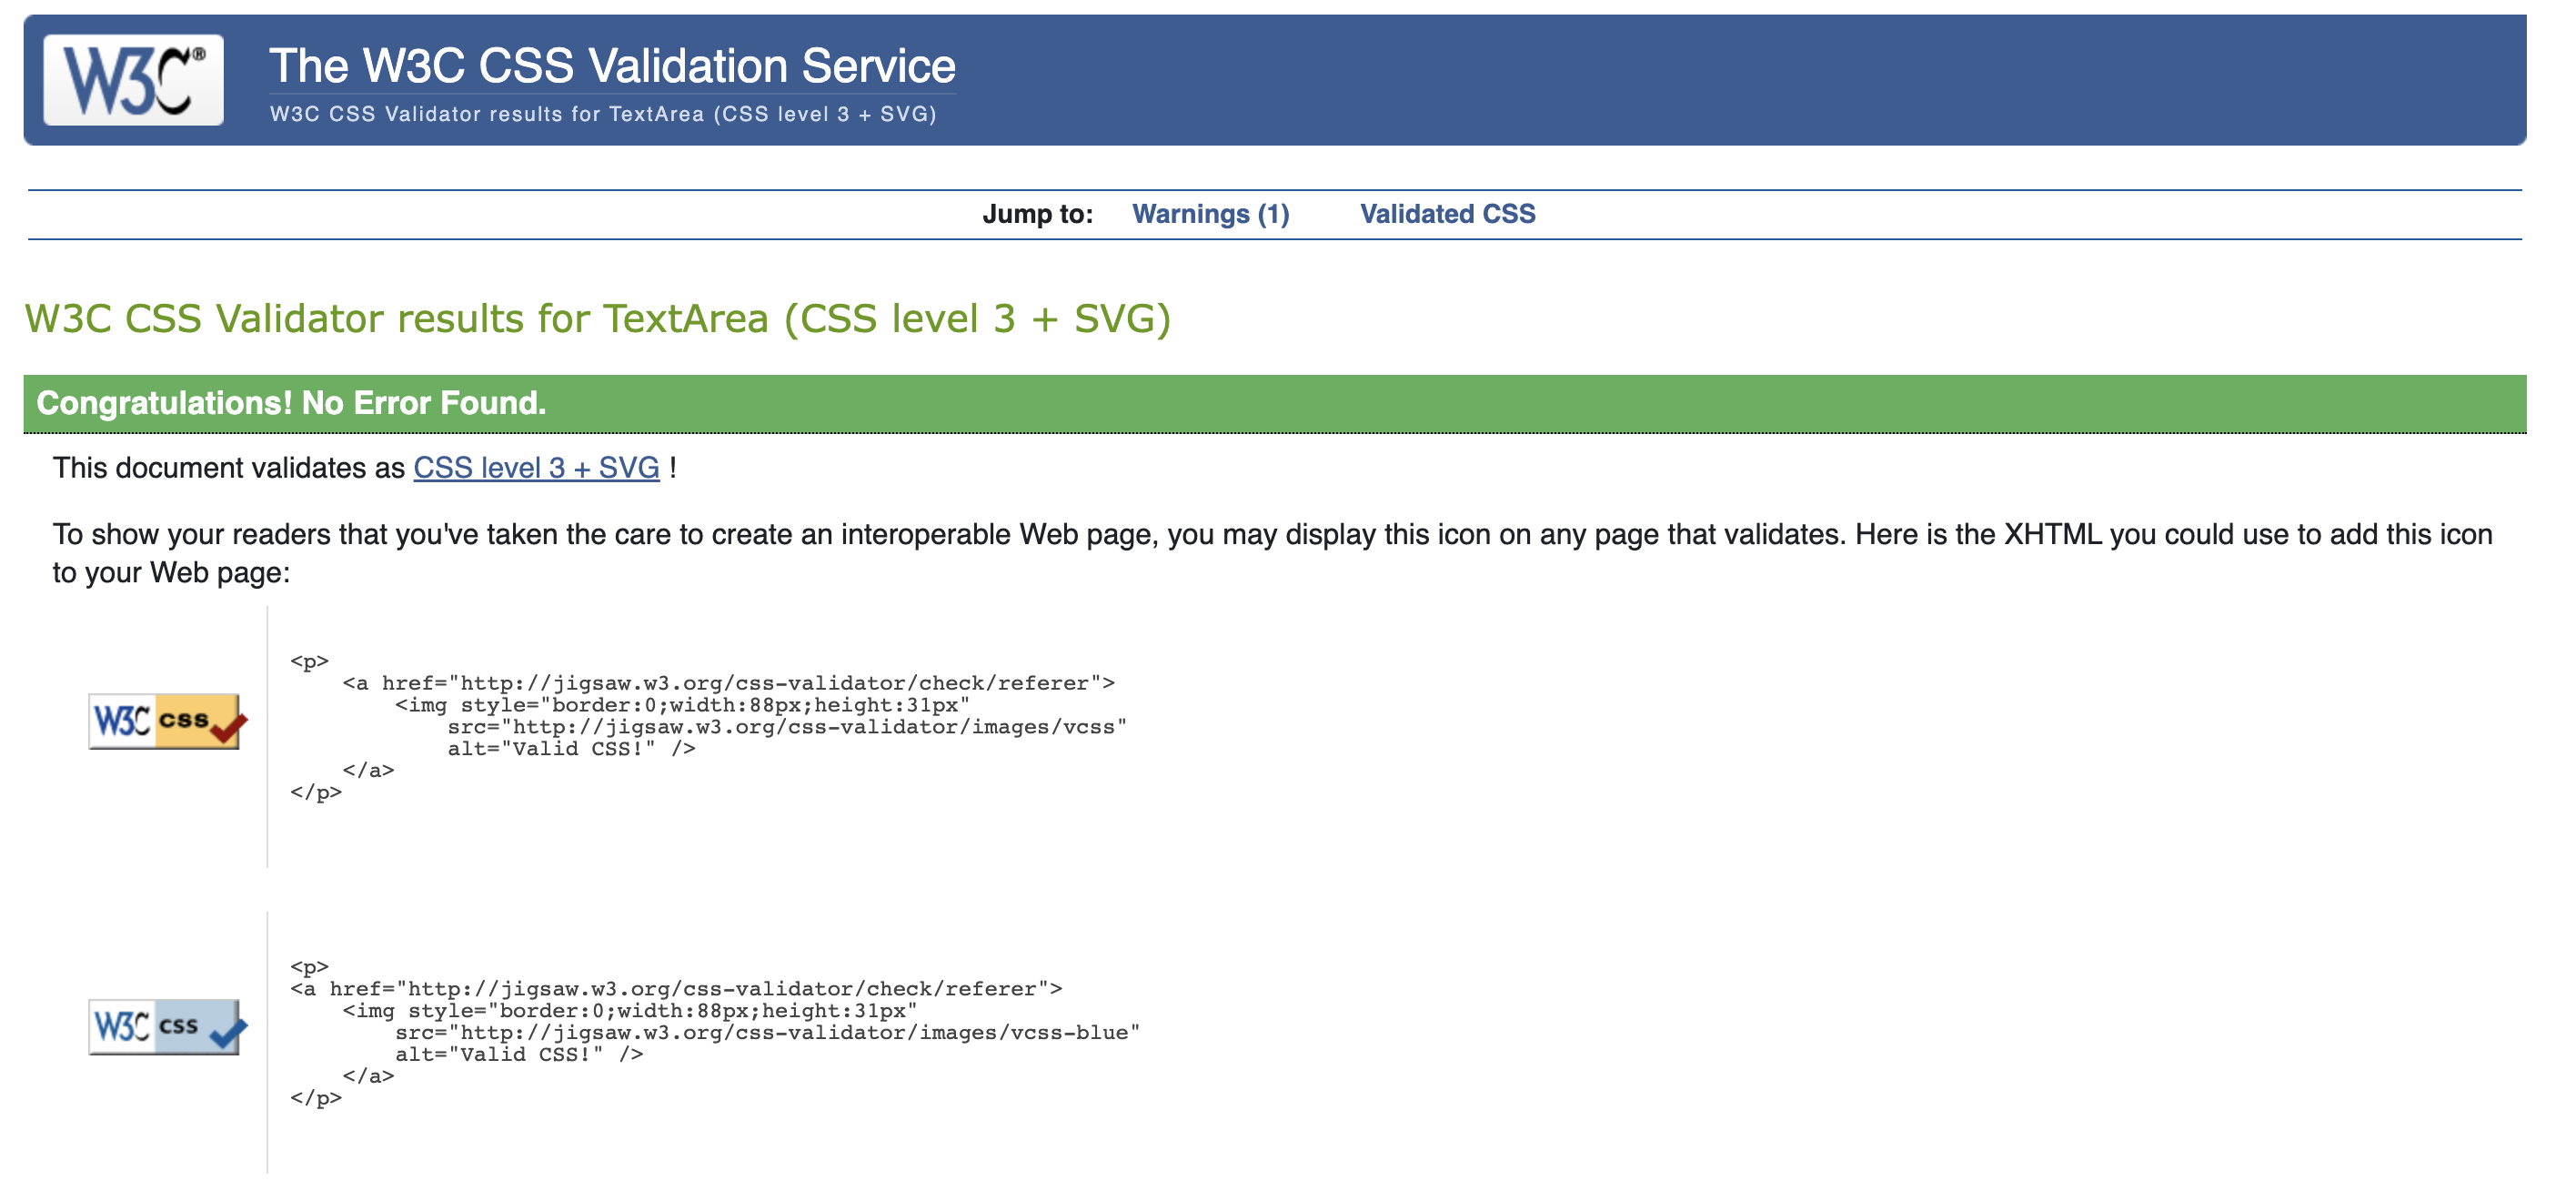 W3C®
The W3C CSS Validation Service
W3C CSS Validator results for TextArea (CSS level 3 + SVG)
Jump to: Warnings (1) Validated CSS
W3C CSS Validator results for TextArea (CSS level 3 + SVG)
Congratulations! No Error Found.
This document validates as CSS level 3 + SVG !
To show your readers that you've taken the care to create an interoperable Web page, you may display this icon on any page that validates. Here is the XHTML you could use to add this icon
to your Web page:
<p>
<a href="http://jigsaw.w3.org/css-validator/check/referer">
<img style="border:0;width:88px;height:31px"
W3C css
src="http://jigsaw.w3.org/css-validator/images/vcss"
alt="Valid CSS!" />
</a>
</p>
<p>
<a href="http://jigsaw.w3.org/css-validator/check/referer">
<img style="border:0;width:88px;height:31px"
W3C css
src="http://jigsaw.w3.org/css-validator/images/vcss-blue"
alt="Valid CSS!" />
</a>
</p>